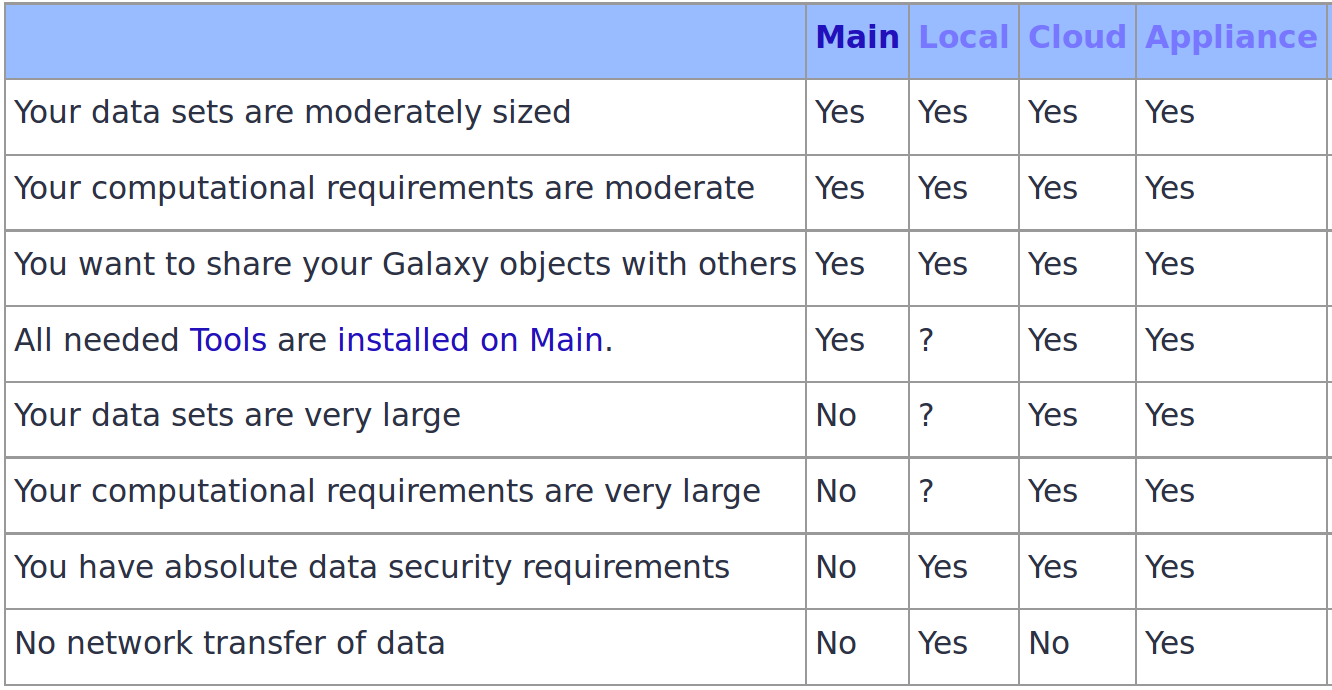 Main Local Cloud Appliance
Your data sets are moderately sized Yes Yes Yes Yes
Your computational requirements are moderate Yes Yes Yes Yes
You want to share your Galaxy objects with others Yes Yes Yes Yes
All needed Tools are installed on Main. Yes ? Yes Yes
Your data sets are very large No ? Yes Yes
Your computational requirements are very large No ? Yes Yes
You have absolute data security requirements No Yes Yes Yes
No network transfer of data No Yes No Yes